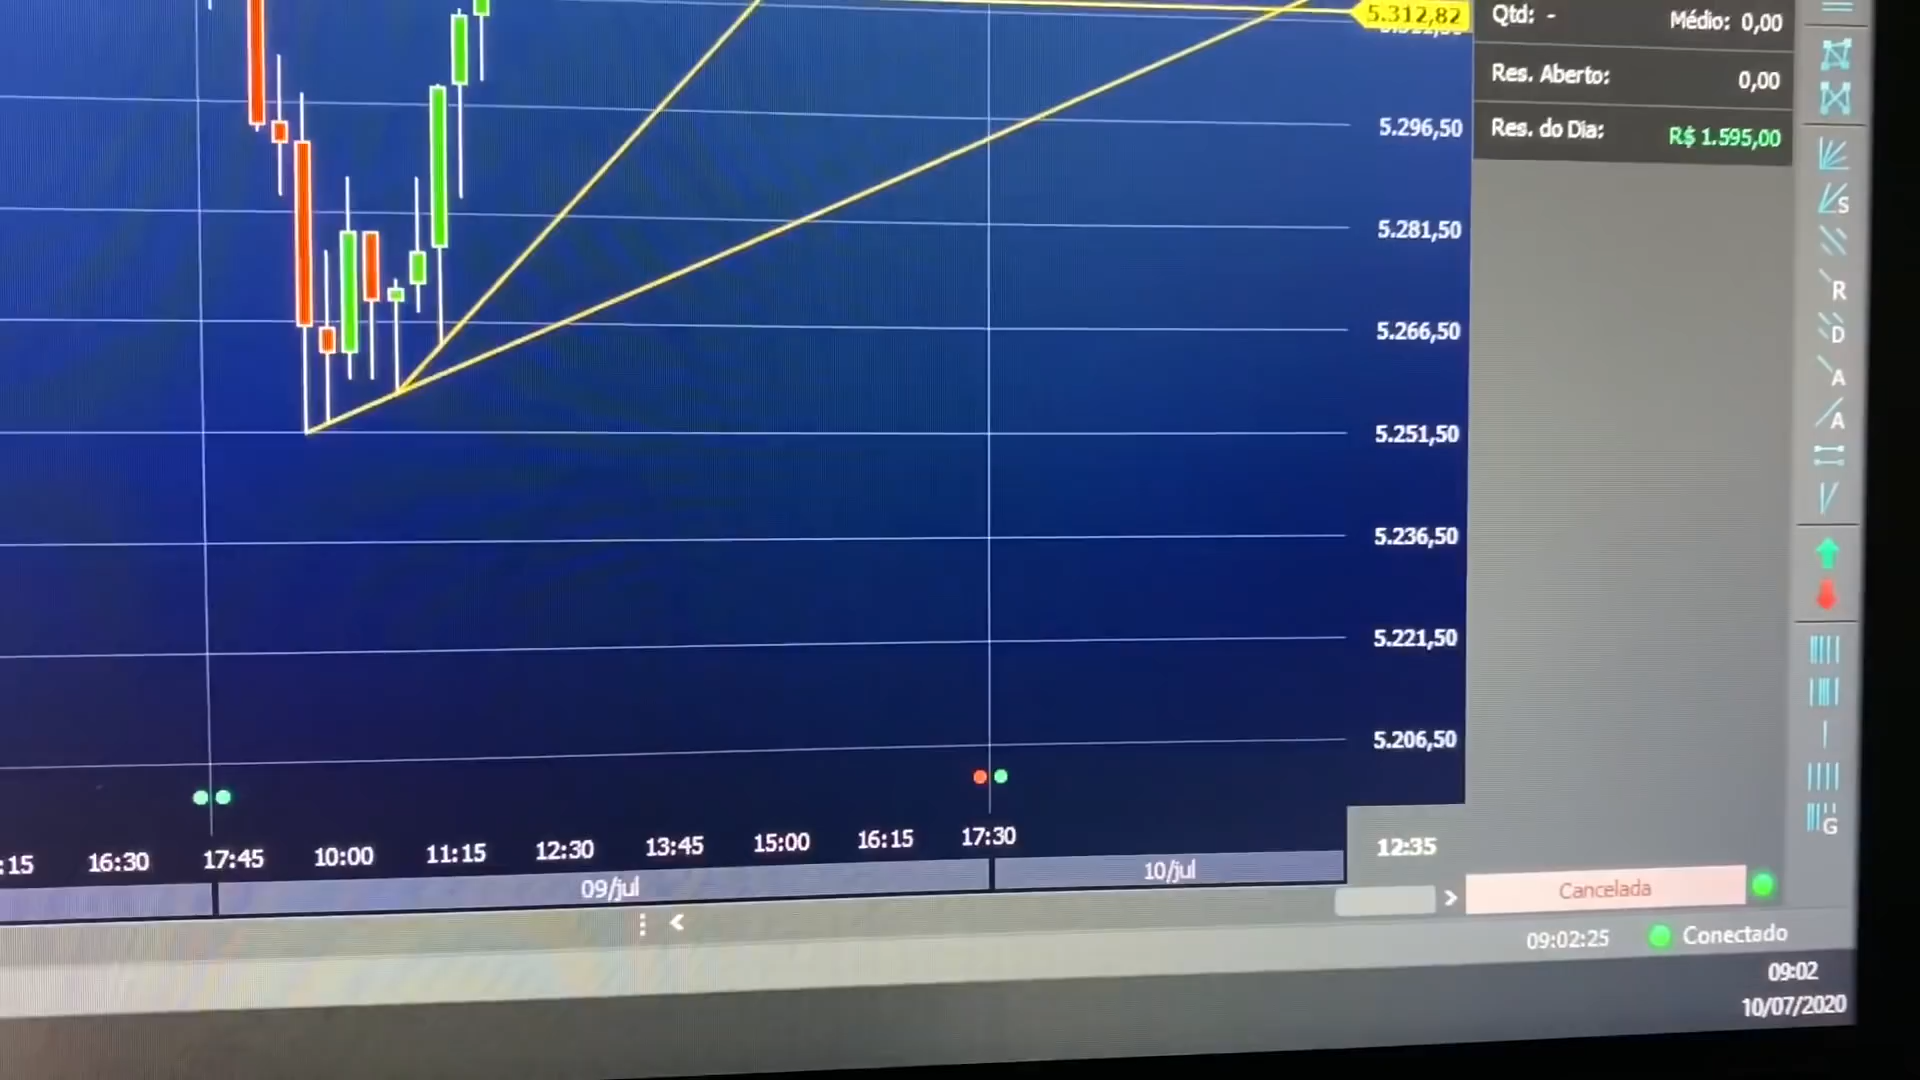 5.312,82
Qtd: -
Médio: 0,00
Res. Aberto:
0,00
5.296,50
Res. do Dia:
R$ 1.595,00
S
5.281,50
R
5.266,50
D
A
A
5.251,50
5.236,50
5.221,50
5.206,50
G
:15
16:30
17:45
10:00
11:15
12:30
13:45
15:00
16:15
17:30
12:35
09/jul
10/jul
Cancelada
09:02:25
Conectado
09:02
10/07/2020